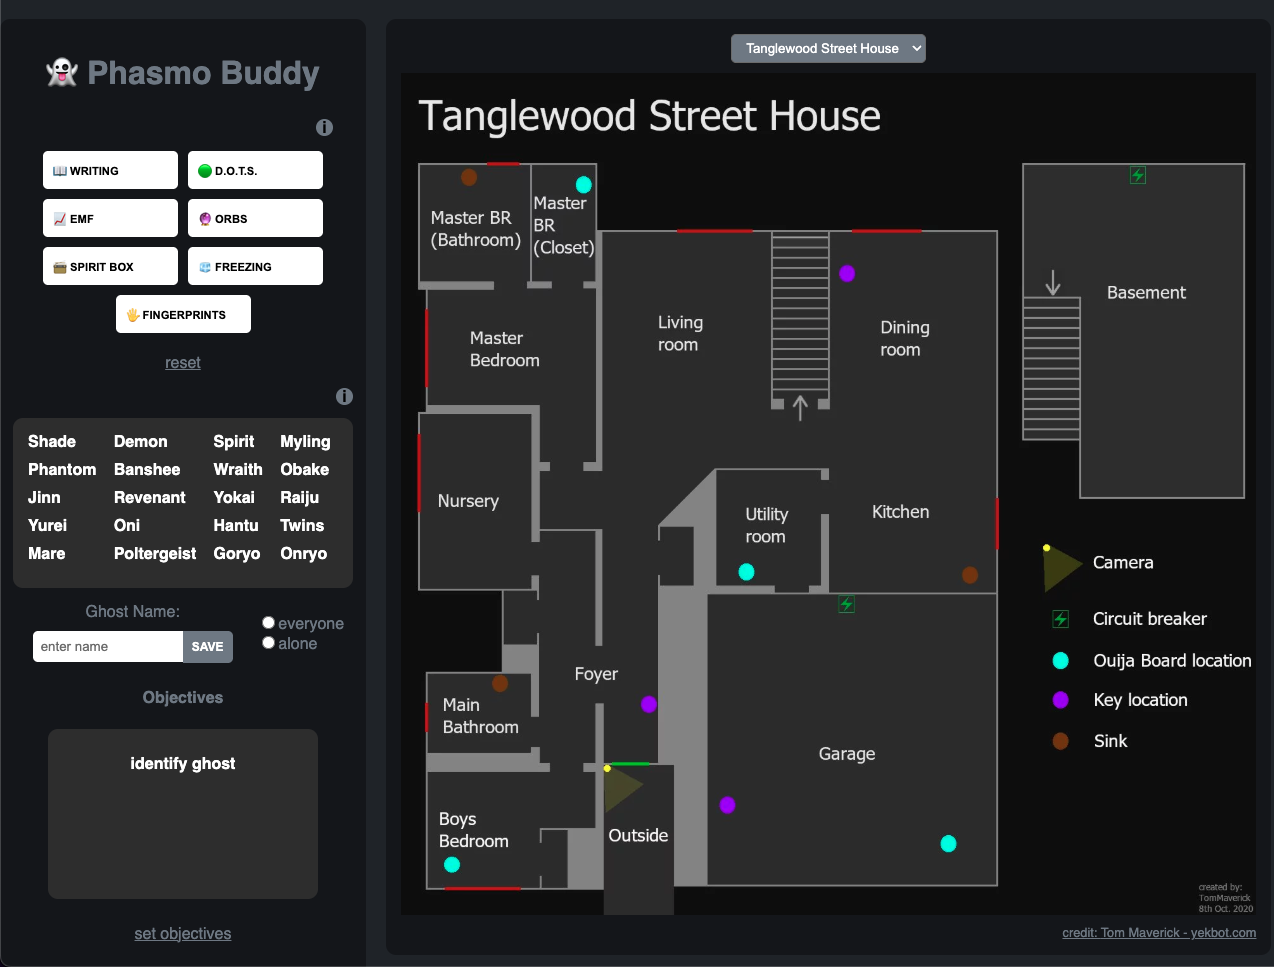 Phasmo Buddy
WRITING
D.O.T.S.
EMF
ORBS
SPIRIT BOX
FREEZING
FINGERPRINTS
reset
Shade Demon Spirit Myling
Phantom Banshee Wraith Obake
Jinn Revenant Yokai Raiju
Yurei Oni Hantu Twins
Mare Poltergeist Goryo Onryo
Ghost Name:
enter name
SAVE
everyone
alone
Objectives
identify ghost
set objectives
Tanglewood Street House
Tanglewood Street House
Master BR
(Bathroom)
Master
BR
(Closet)
Master
Bedroom
Living
room
Dining
room
Basement
Nursery
Utility
room
Kitchen
Foyer
Main
Bathroom
Garage
Boys
Bedroom
Outside
Camera
Circuit breaker
Ouija Board location
Key location
Sink
created by:
TomMaverick
8th Oct. 2020
credit: Tom Maverick - yekbot.com